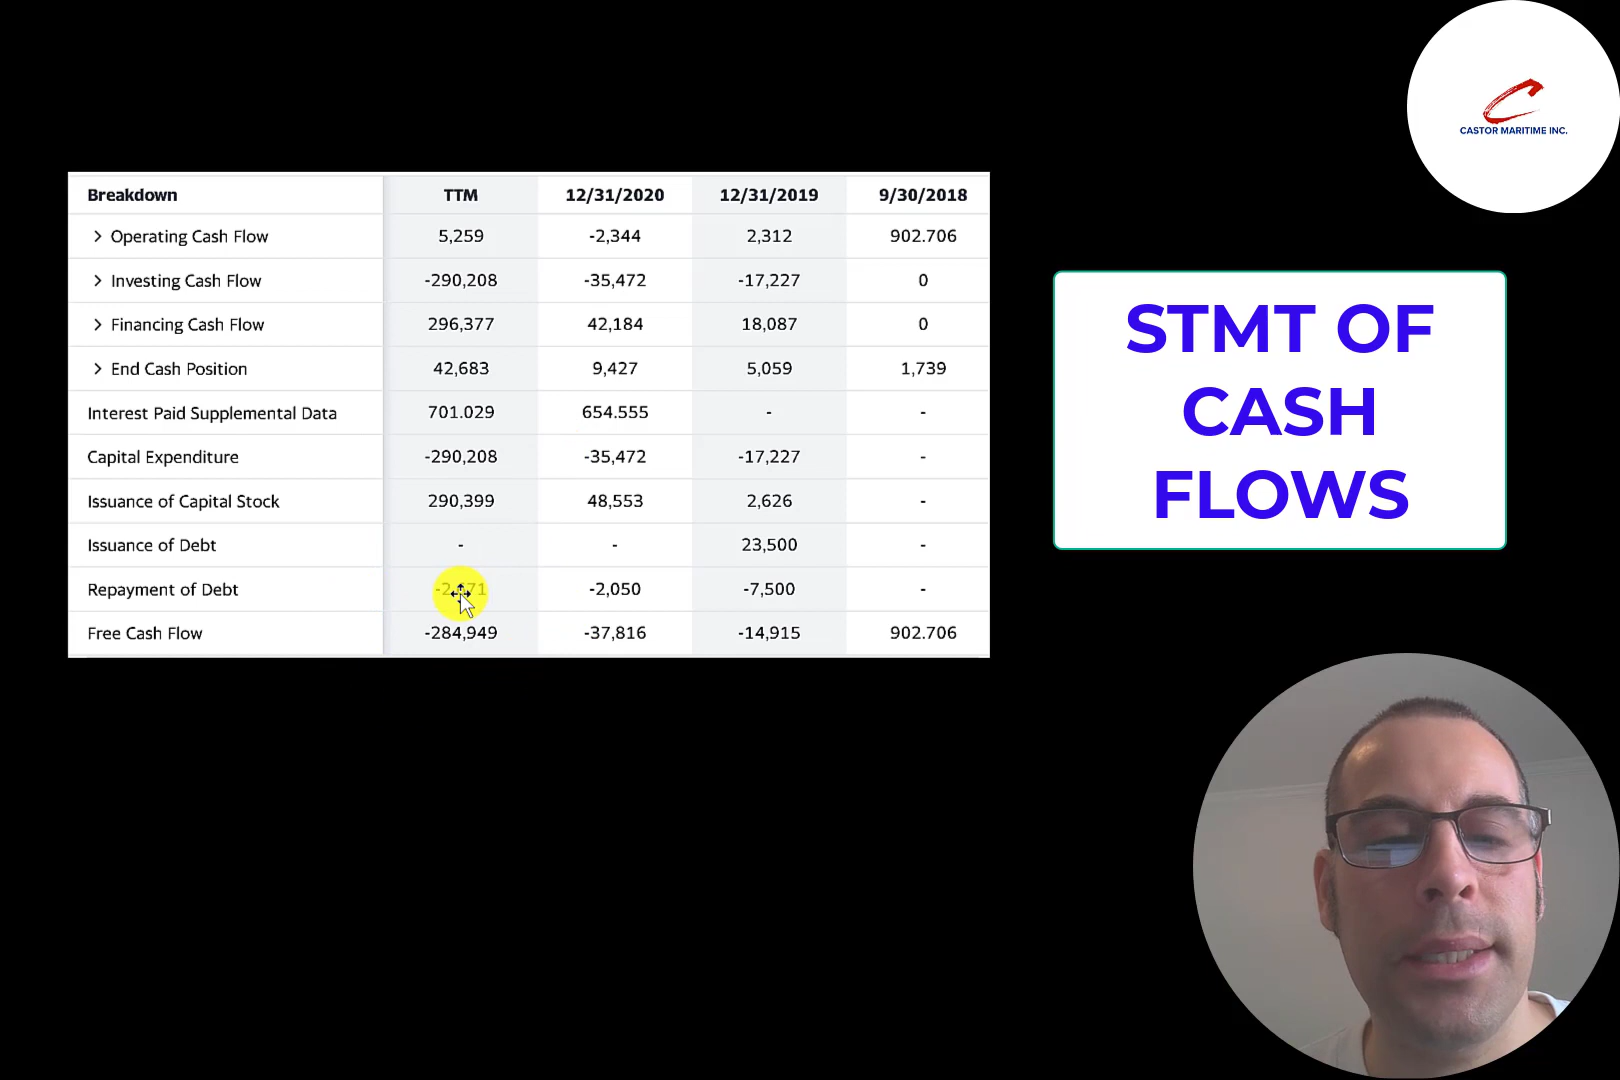 CASTOR MARITIME INC.
Breakdown TTM 12/31/2020 12/31/2019 9/30/2018
Operating Cash Flow 5,259 -2,344 2,312 902.706
Investing Cash Flow -290,208 -35,472 -17,227 0
Financing Cash Flow 296,377 42,184 18,087 0
End Cash Position 42,683 9,427 5,059 1,739
Interest Paid Supplemental Data 701.029 654.555 - -
Capital Expenditure -290,208 -35,472 -17,227 -
Issuance of Capital Stock 290,399 48,553 2,626 -
Issuance of Debt - - 23,500 -
Repayment of Debt -2,050 -7,500 -
Free Cash Flow -284,949 -37,816 -14,915 902.706
STMT OF
CASH
FLOWS